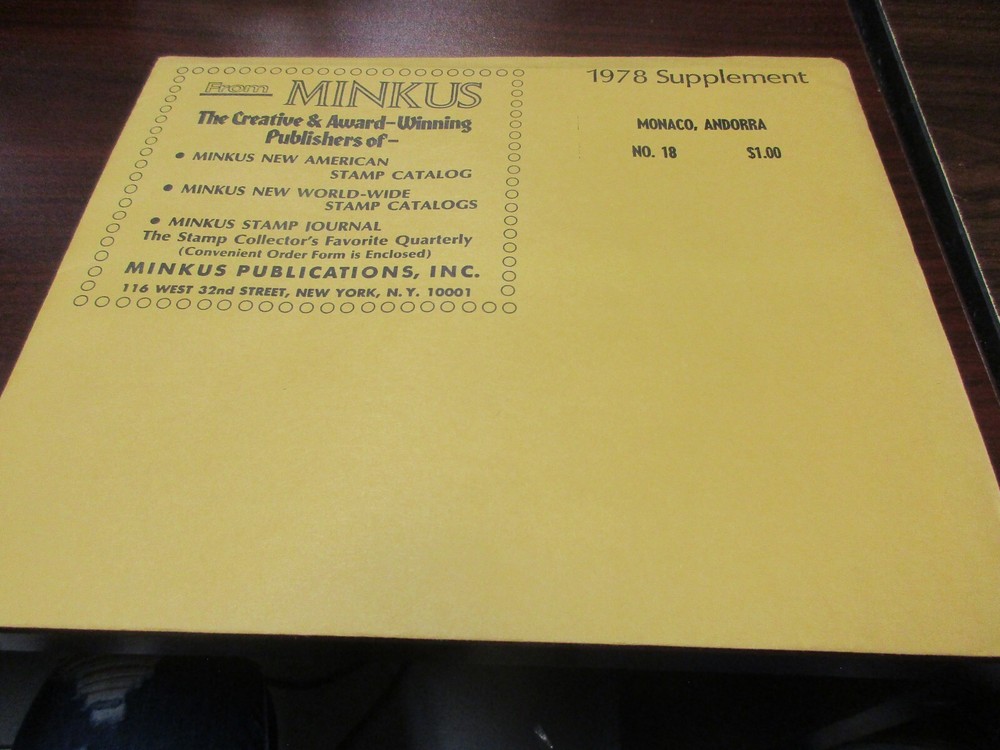 From MINKUS
The Creative & Award-Winning
Publishers of-
• MINKUS NEW AMERICAN
STAMP CATALOG
• MINKUS NEW WORLD-WIDE
STAMP CATALOGS
• MINKUS STAMP JOURNAL
The Stamp Collector's Favorite Quarterly
(Convenient Order Form is Enclosed)
MINKUS PUBLICATIONS, INC.
116 WEST 32nd STREET, NEW YORK, N.Y. 10001
1978 Supplement
MONACO, ANDORRA
NO. 18 $1.00